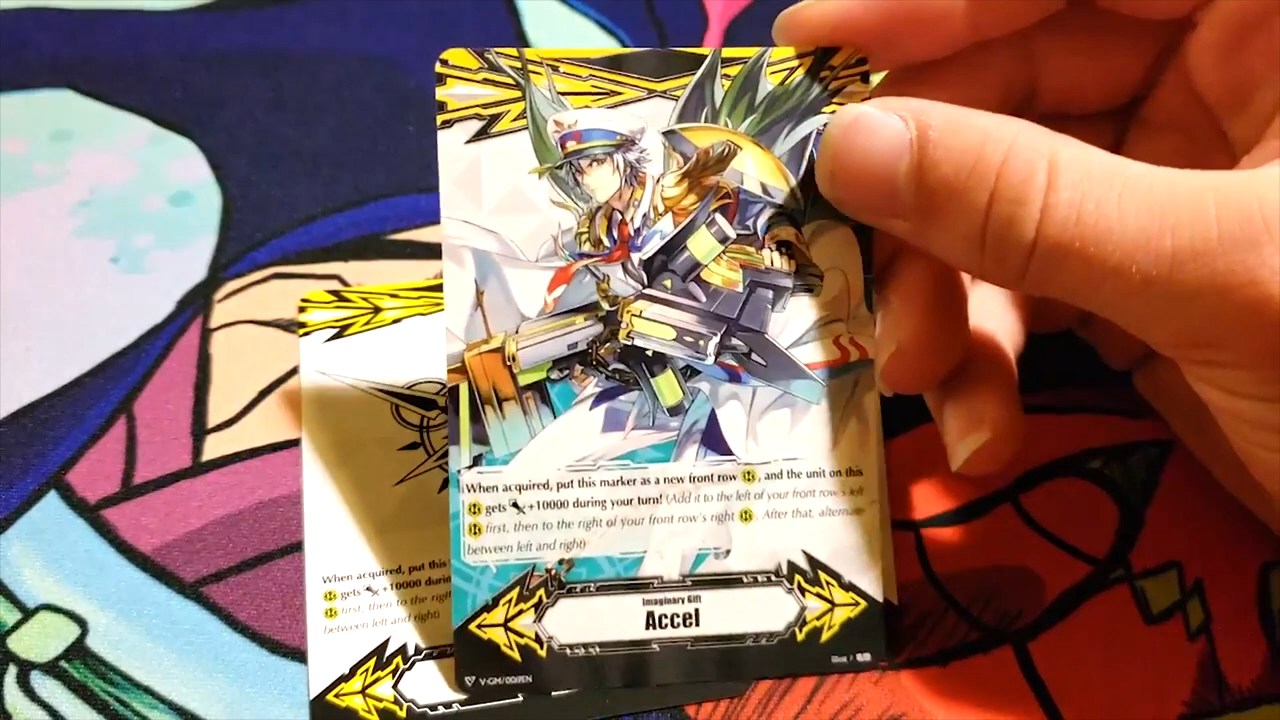 When acquired, put this marker as a new front row , and the unit on this
gets +10000 during your turn! (Add it to the left of your front row's left
first, then to the right of your front row's right . After that, alternate
between left and right)
Imaginary Gift
Accel
Illus /
When acquired, put this
gets +10000 durin
first, then to the righ
between left and right)